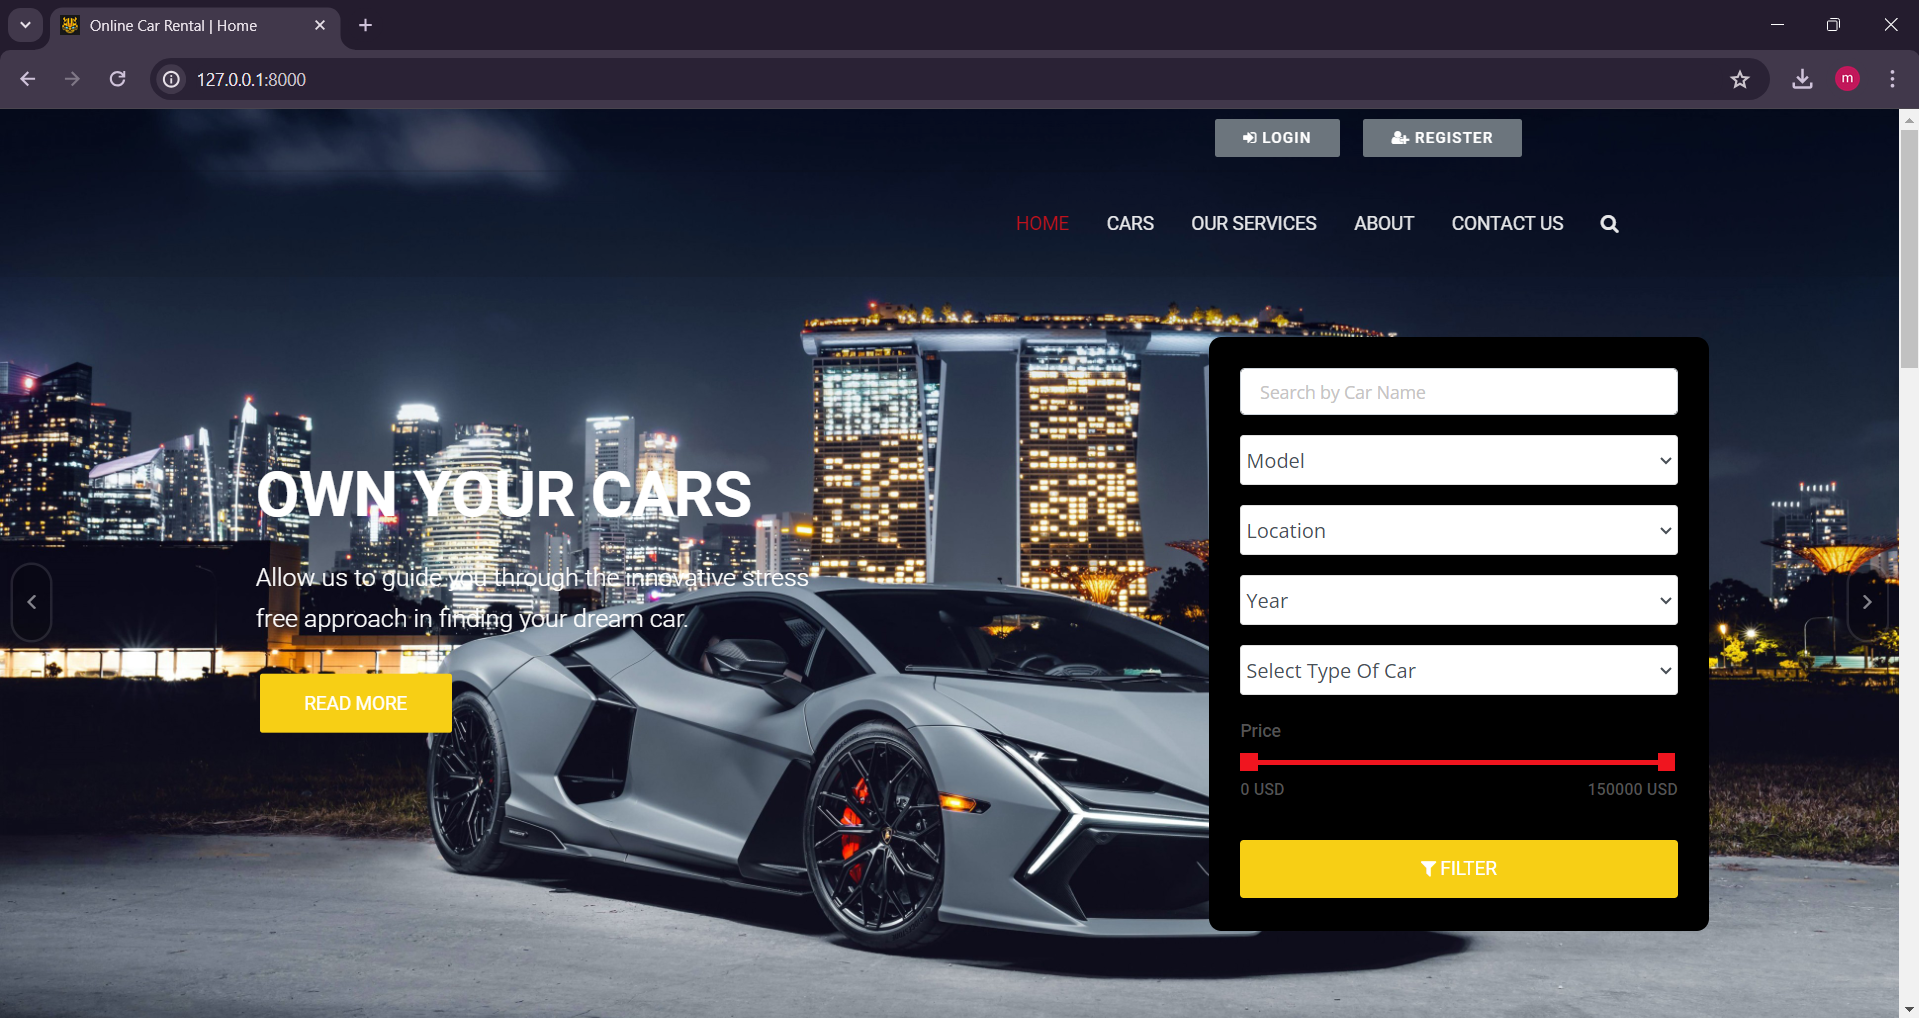 Online Car Rental | Home
127.0.0.1:8000
m
LOGIN
REGISTER
HOME
CARS
OUR SERVICES
ABOUT
CONTACT US
Search by Car Name
Model
Location
Year
Select Type Of Car
Price
0 USD
150000 USD
FILTER
OWN YOUR CARS
Allow us to guide you through the innovative stress
free approach in finding your dream car.
READ MORE